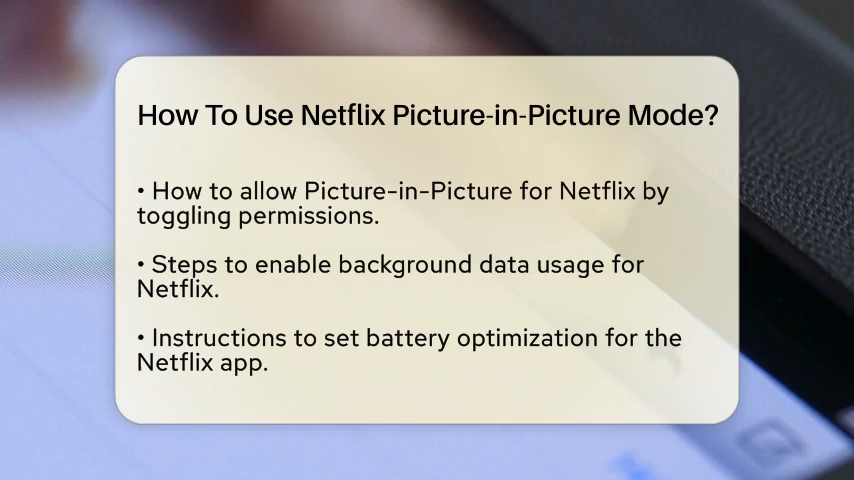 How To Use Netflix Picture-in-Picture Mode?
• How to allow Picture-in-Picture for Netflix by
toggling permissions.
• Steps to enable background data usage for
Netflix.
• Instructions to set battery optimization for the
Netflix app.